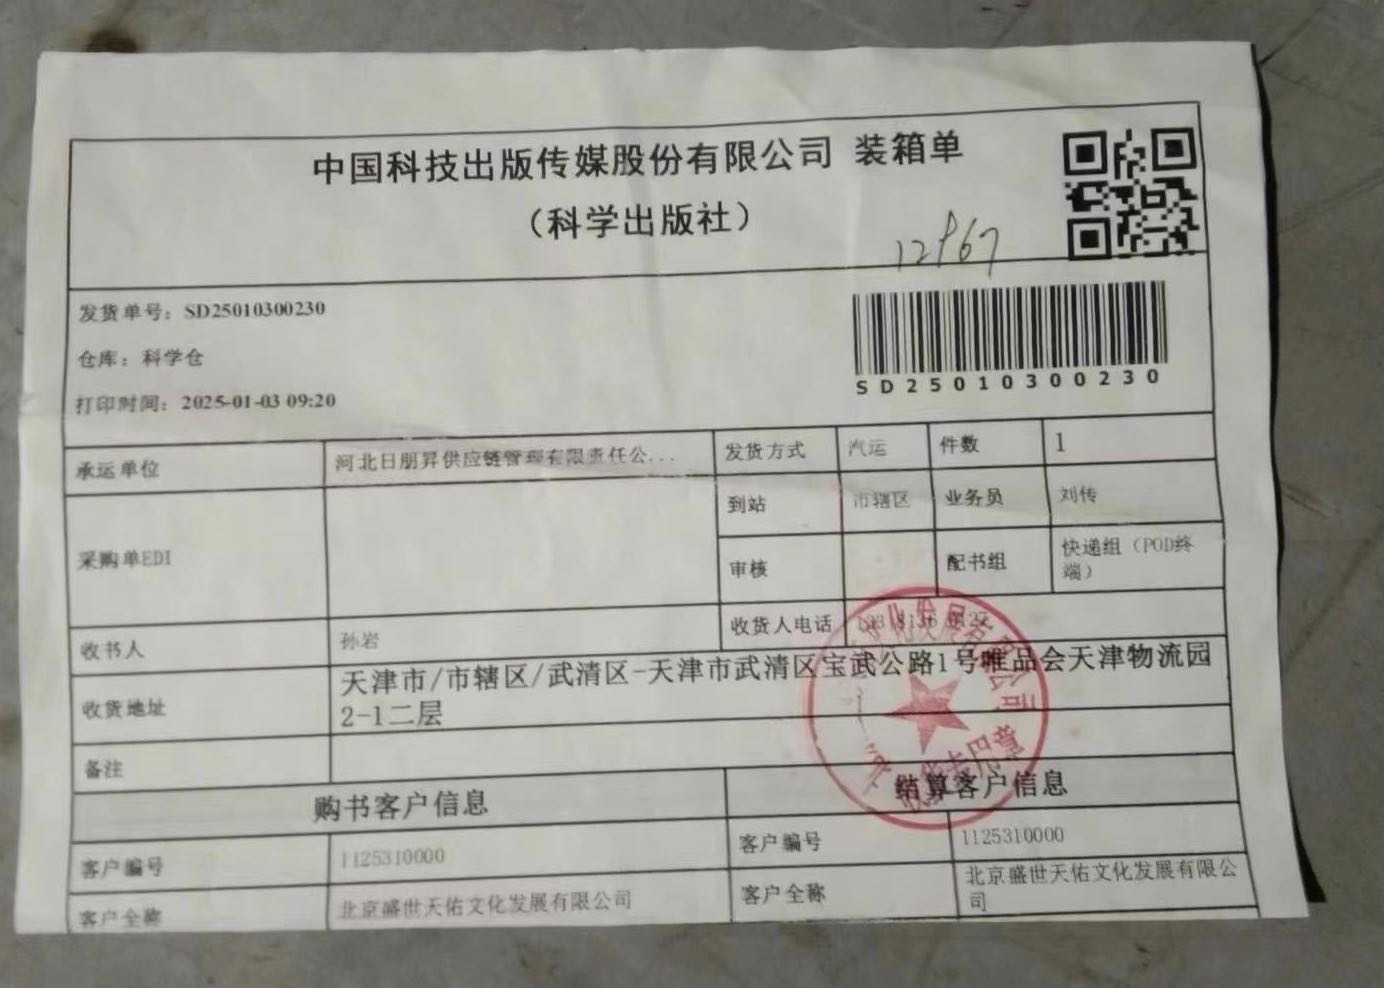 中国科技出版传媒股份有限公司 装箱单
（科学出版社）
发货单号：SD25010300230
仓库：科学仓
打印时间：2025-01-03 09:20
SD25010300230
承运单位 河北日朋昇供应链管理有限责任公... 发货方式 汽运 件数 1
到站 市辖区 业务员 刘传
采购单EDI
审核 配书组 快递组（POD终
端）
收书人 孙岩 收货人电话
收货地址 天津市/市辖区/武清区-天津市武清区宝武公路1号唯品会天津物流园
2-1二层
备注
购书客户信息 结算客户信息
客户编号 1125310000 客户编号 1125310000
客户全称 北京盛世天佑文化发展有限公司 客户全称 北京盛世天佑文化发展有限公
司